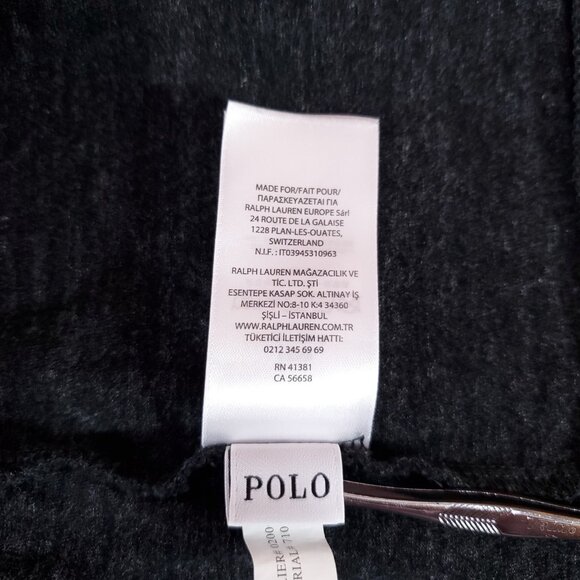 MADE FOR/FAIT POUR/
ΠΑΡΑΣΚΕΥΑΖΕΤΑΙ ΓΙΑ
RALPH LAUREN EUROPE Sàrl
24 ROUTE DE LA GALAISE
1228 PLAN-LES-OUATES,
SWITZERLAND
N.I.F. : IT03945310963
RALPH LAUREN MAĞAZACILIK VE
TİC. LTD. ŞTİ
ESENTEPE KASAP SOK. ALTINAY İŞ
MERKEZİ NO:8-10 K:4 34360
ŞİŞLİ – İSTANBUL
WWW.RALPHLAUREN.COM.TR
TÜKETİCİ İLETİŞİM HATTI:
0212 345 69 69
RN 41381
CA 56658
POLO